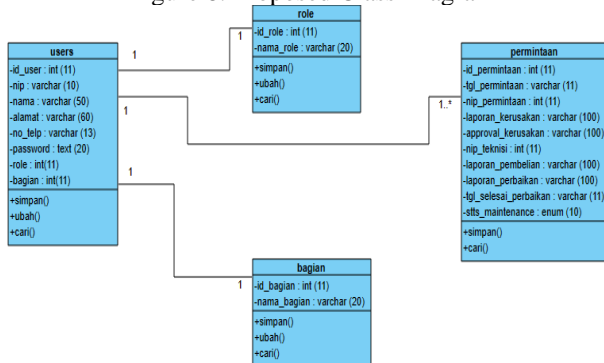 users
-id_user : int (11)
-nip : varchar (10)
-nama : varchar (50)
-alamat : varchar (60)
-no_telp : varchar (13)
-password : text (20)
-role : int(11)
-bagian : int(11)
+simpan()
+ubah()
+cari()
1
1
1
1
1..*
1
role
-id_role : int (11)
-nama_role : varchar (20)
+simpan()
+ubah()
+cari()
permintaan
-id_permintaan : int (11)
-tgl_permintaan : varchar (11)
-nip_permintaan : int (11)
-laporan_kerusakan : varchar (100)
-approval_kerusakan : varchar (100)
-nip_teknisi : int (11)
-laporan_pembelian : varchar (100)
-laporan_perbaikan : varchar (100)
-tgl_selesai_perbaikan : varchar (11)
-stts_maintenance : enum (10)
+simpan()
+ubah()
+cari()
bagian
-id_bagian : int (11)
-nama_bagian : varchar (20)
+simpan()
+ubah()
+cari()